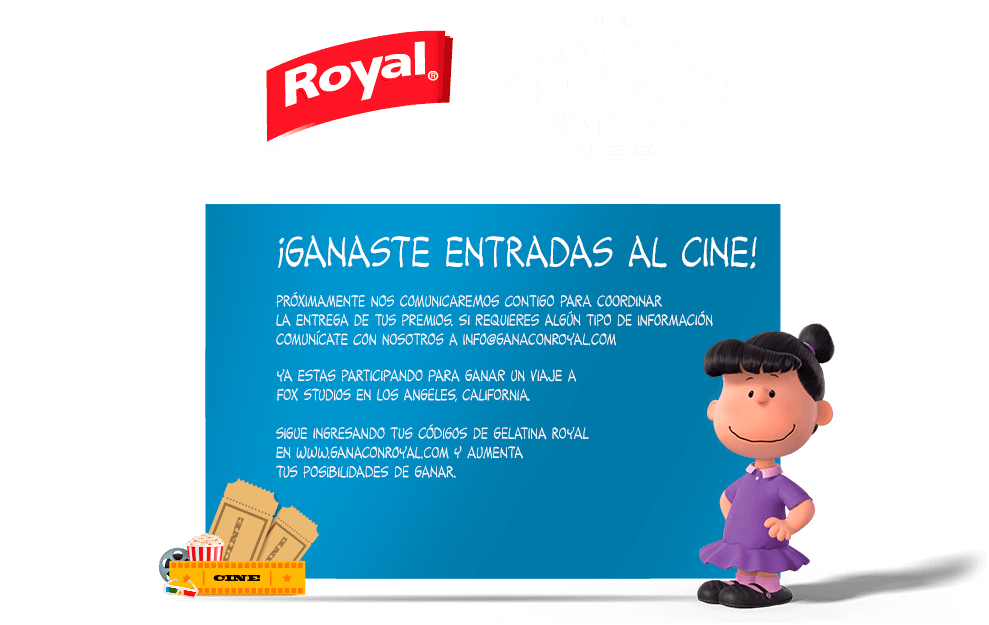 Royal®
¡GANASTE ENTRADAS AL CINE!
PRÓXIMAMENTE NOS COMUNICAREMOS CONTIGO PARA COORDINAR
LA ENTREGA DE TUS PREMIOS. SI REQUIERES ALGÚN TIPO DE INFORMACIÓN
COMUNÍCATE CON NOSOTROS A INFO@GANACONROYAL.COM
YA ESTAS PARTICIPANDO PARA GANAR UN VIAJE A
FOX STUDIOS EN LOS ANGELES, CALIFORNIA.
SIGUE INGRESANDO TUS CÓDIGOS DE GELATINA ROYAL
EN WWW.GANACONROYAL.COM Y AUMENTA
TUS POSIBILIDADES DE GANAR.
CINE
CINE
CINE